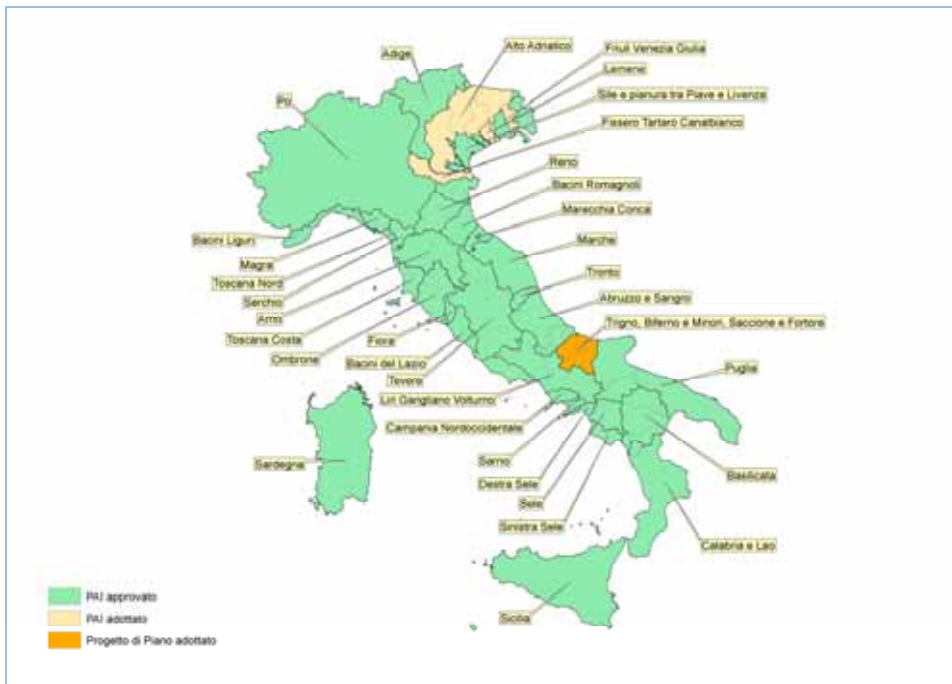 Alto Adriatico
Friuli Venezia Giulia
Adige
Lemene
Sile e pianura tra Piave e Livenza
Po
Fissero Tartaro Canalbianco
Reno
Bacini Romagnoli
Marecchia Conca
Bacini Liguri
Marche
Magra
Toscana Nord
Tronto
Serchio
Abruzzo e Sangro
Arno
Trigno, Biferno e Minori, Saccione e Fortore
Toscana Costa
Fiora
Ombrone
Bacini del Lazio
Puglia
Tevere
Liri Garigliano Volturno
Campania Nordoccidentale
Sarno
Sardegna
Basilicata
Destra Sele
Sele
Sinistra Sele
Calabria e Lao
PAI approvato
PAI adottato
Sicilia
Progetto di Piano adottato